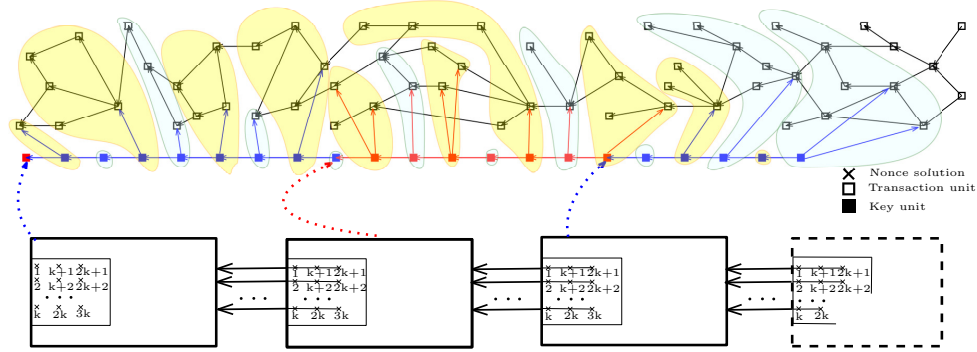 Nonce solution
Transaction unit
Key unit
1 k+1 2k+1
2 k+2 2k+2
. . . .
k 2k 3k
. . .
1 k+1 2k+1
2 k+2 2k+2
. . . .
k 2k 3k
. . .
1 k+1 2k+1
2 k+2 2k+2
. . . .
k 2k 3k
. . .
1 k+1 2k+1
2 k+2 2k+2
. . . . .
k 2k